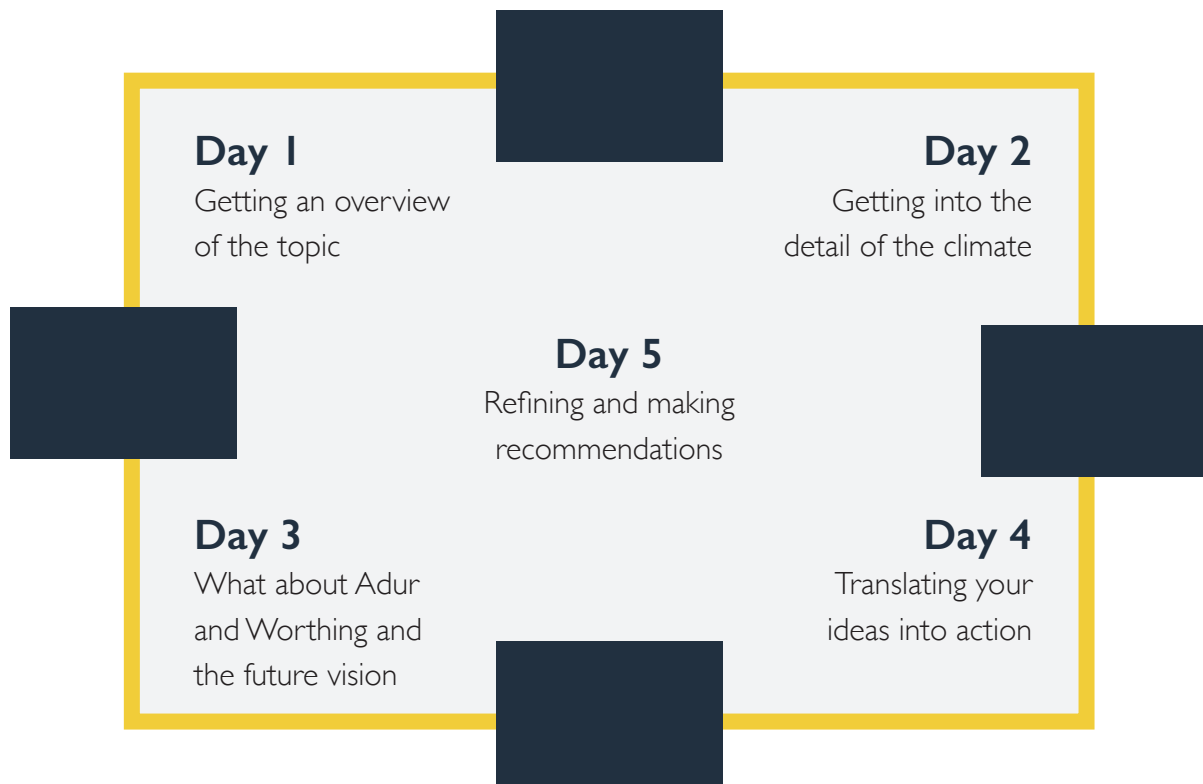 Day 1
Getting an overview
of the topic
Day 2
Getting into the
detail of the climate
Day 5
Refining and making
recommendations
Day 3
What about Adur
and Worthing and
the future vision
Day 4
Translating your
ideas into action